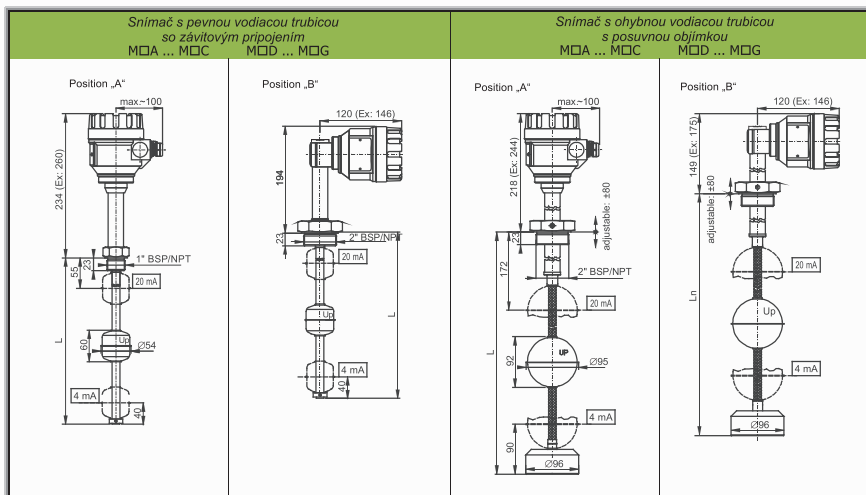 Snímač s pevnou vodiacou trubicou
so závitovým pripojením
M□A ... M□C M□D ... M□G
Snímač s ohybnou vodiacou trubicou
s posuvnou objímkou
M□A ... M□C M□D ... M□G
Position „A“
max.~100
234 (Ex: 260)
23
1" BSP/NPT
55
20 mA
L
Up
60
Ø54
4 mA
40
Position „B“
120 (Ex: 146)
194
23
2" BSP/NPT
20 mA
Up
L
4 mA
40
Position „A“
max.~100
218 (Ex: 244)
adjustable: ±80
23
172
2" BSP/NPT
20 mA
L
UP
92
Ø95
4 mA
90
Ø96
Position „B“
120 (Ex: 146)
149 (Ex: 175)
adjustable: ±80
20 mA
Ln
Up
4 mA
Ø96